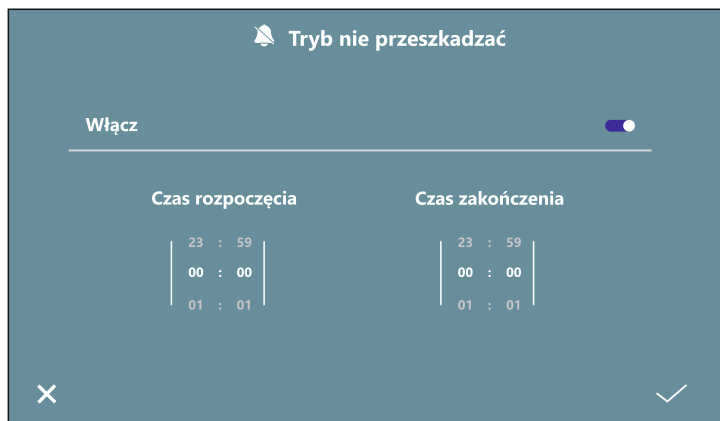 Tryb nie przeszkadzać
Włącz
Czas rozpoczęcia Czas zakończenia
23 : 59 23 : 59
00 : 00 00 : 00
01 : 01 01 : 01